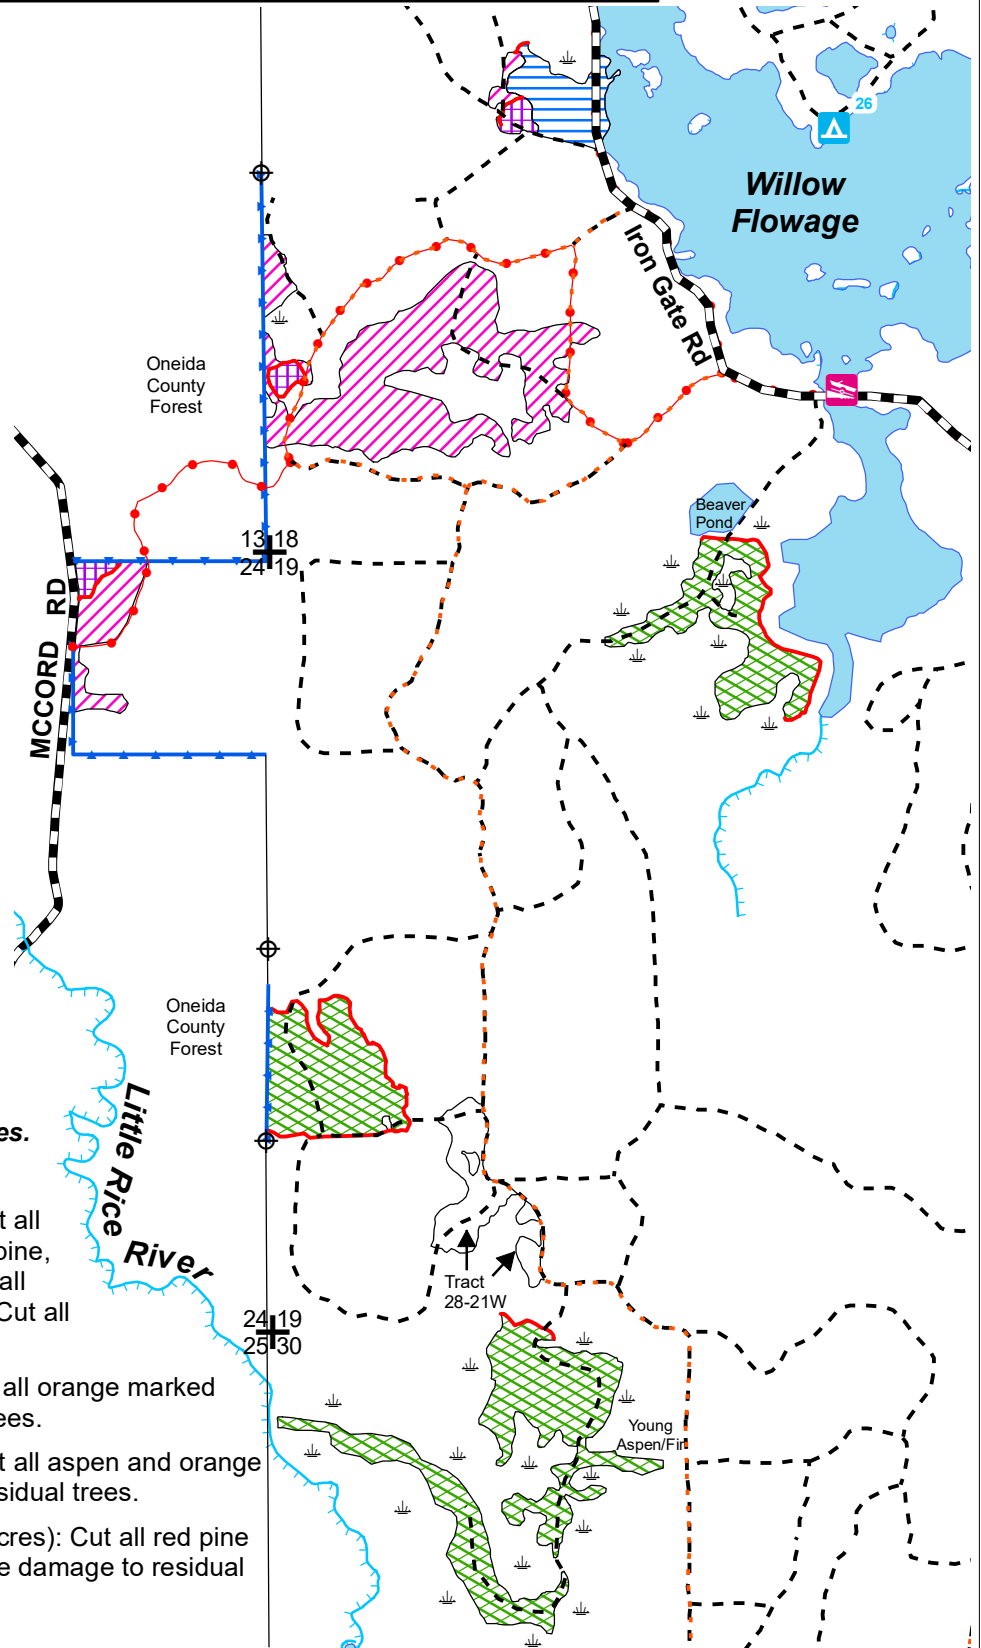 26
Willow
Flowage
Iron Gate Rd
Oneida
County
Forest
Beaver
Pond
13 18
24 19
MCCORD RD
Oneida
County
Forest
Little Rice
River
es.
t all
pine,
all
Cut all
Tract
28-21W
24 19
25 30
all orange marked
ees.
Young
Aspen/Fir
t all aspen and orange
sidual trees.
cres): Cut all red pine
e damage to residual